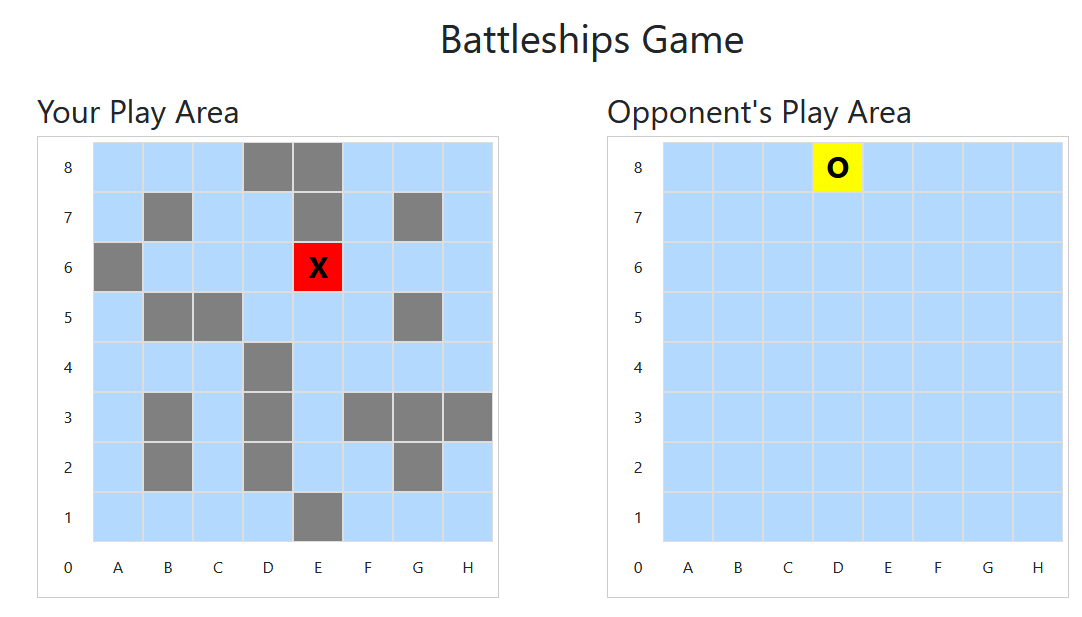 Battleships Game
Your Play Area
Opponent's Play Area
8
7
6 X
5
4
3
2
1
0 A B C D E F G H
8 O
7
6
5
4
3
2
1
0 A B C D E F G H